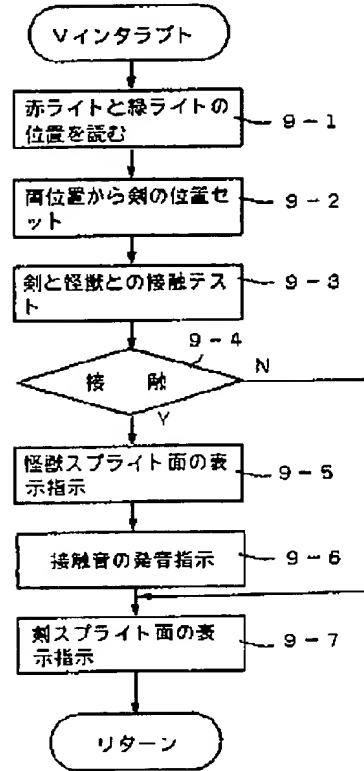 Vインタラプト
赤ライトと緑ライトの
位置を読む
9-1
両位置から剣の位置セ
ット
9-2
剣と怪獣との接触テス
ト
9-3
9-4
接 触
N
Y
怪獣スプライト面の表
示指示
9-5
接触音の発音指示
9-6
剣スプライト面の表
示指示
9-7
リターン